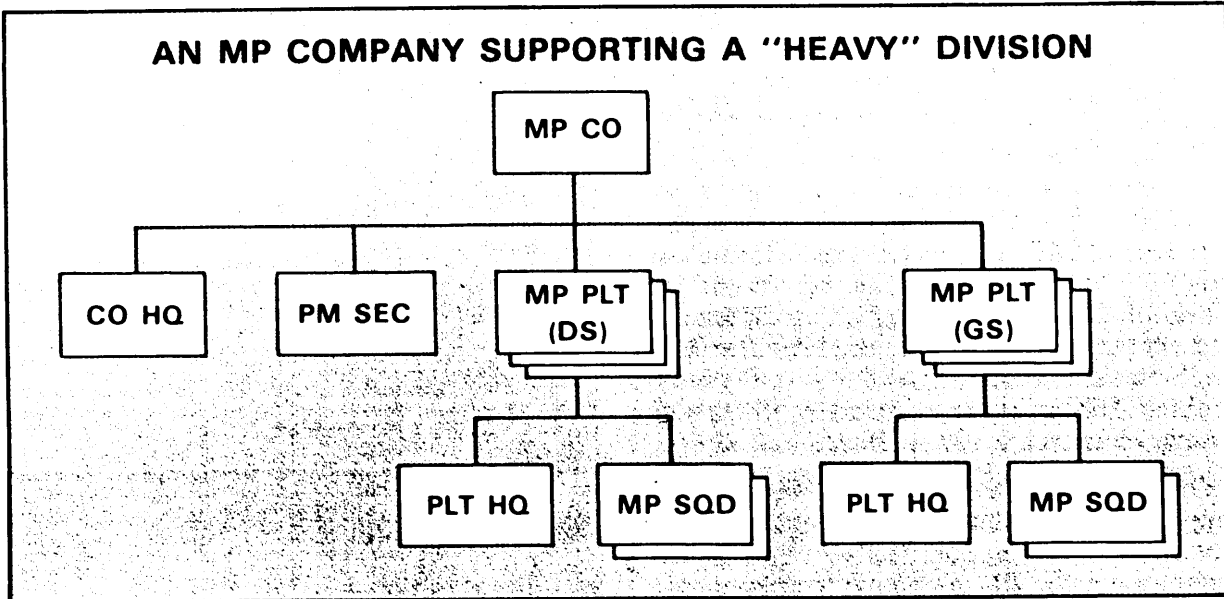 AN MP COMPANY SUPPORTING A "HEAVY" DIVISION
MP CO
CO HQ
PM SEC
MP PLT
(DS)
MP PLT
(GS)
PLT HQ
MP SQD
PLT HQ
MP SQD